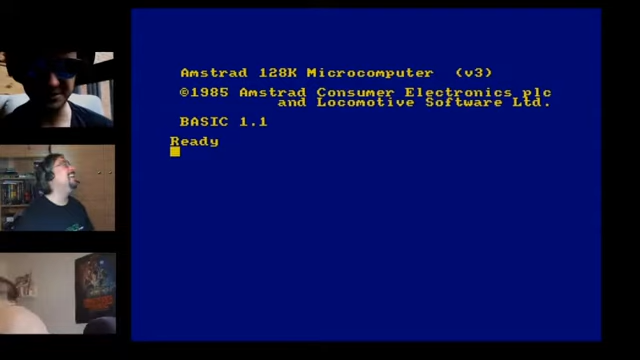 Amstrad 128K Microcomputer (v3)
©1985 Amstrad Consumer Electronics plc
and Locomotive Software Ltd.
BASIC 1.1
Ready